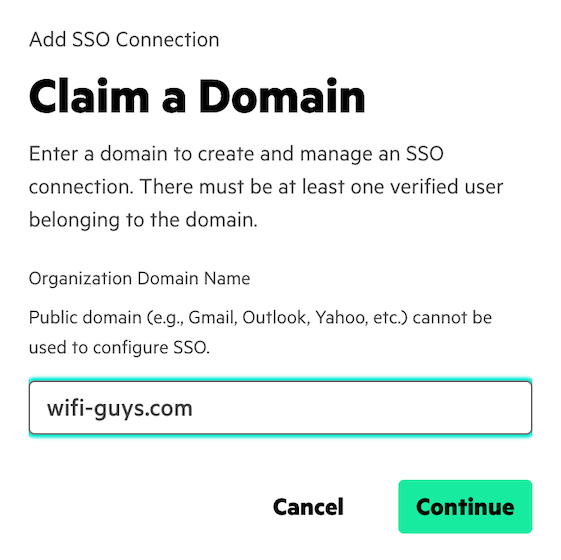 Add SSO Connection
Claim a Domain
Enter a domain to create and manage an SSO
connection. There must be at least one verified user
belonging to the domain.
Organization Domain Name
Public domain (e.g., Gmail, Outlook, Yahoo, etc.) cannot be
used to configure SSO.
wifi-guys.com
Cancel Continue